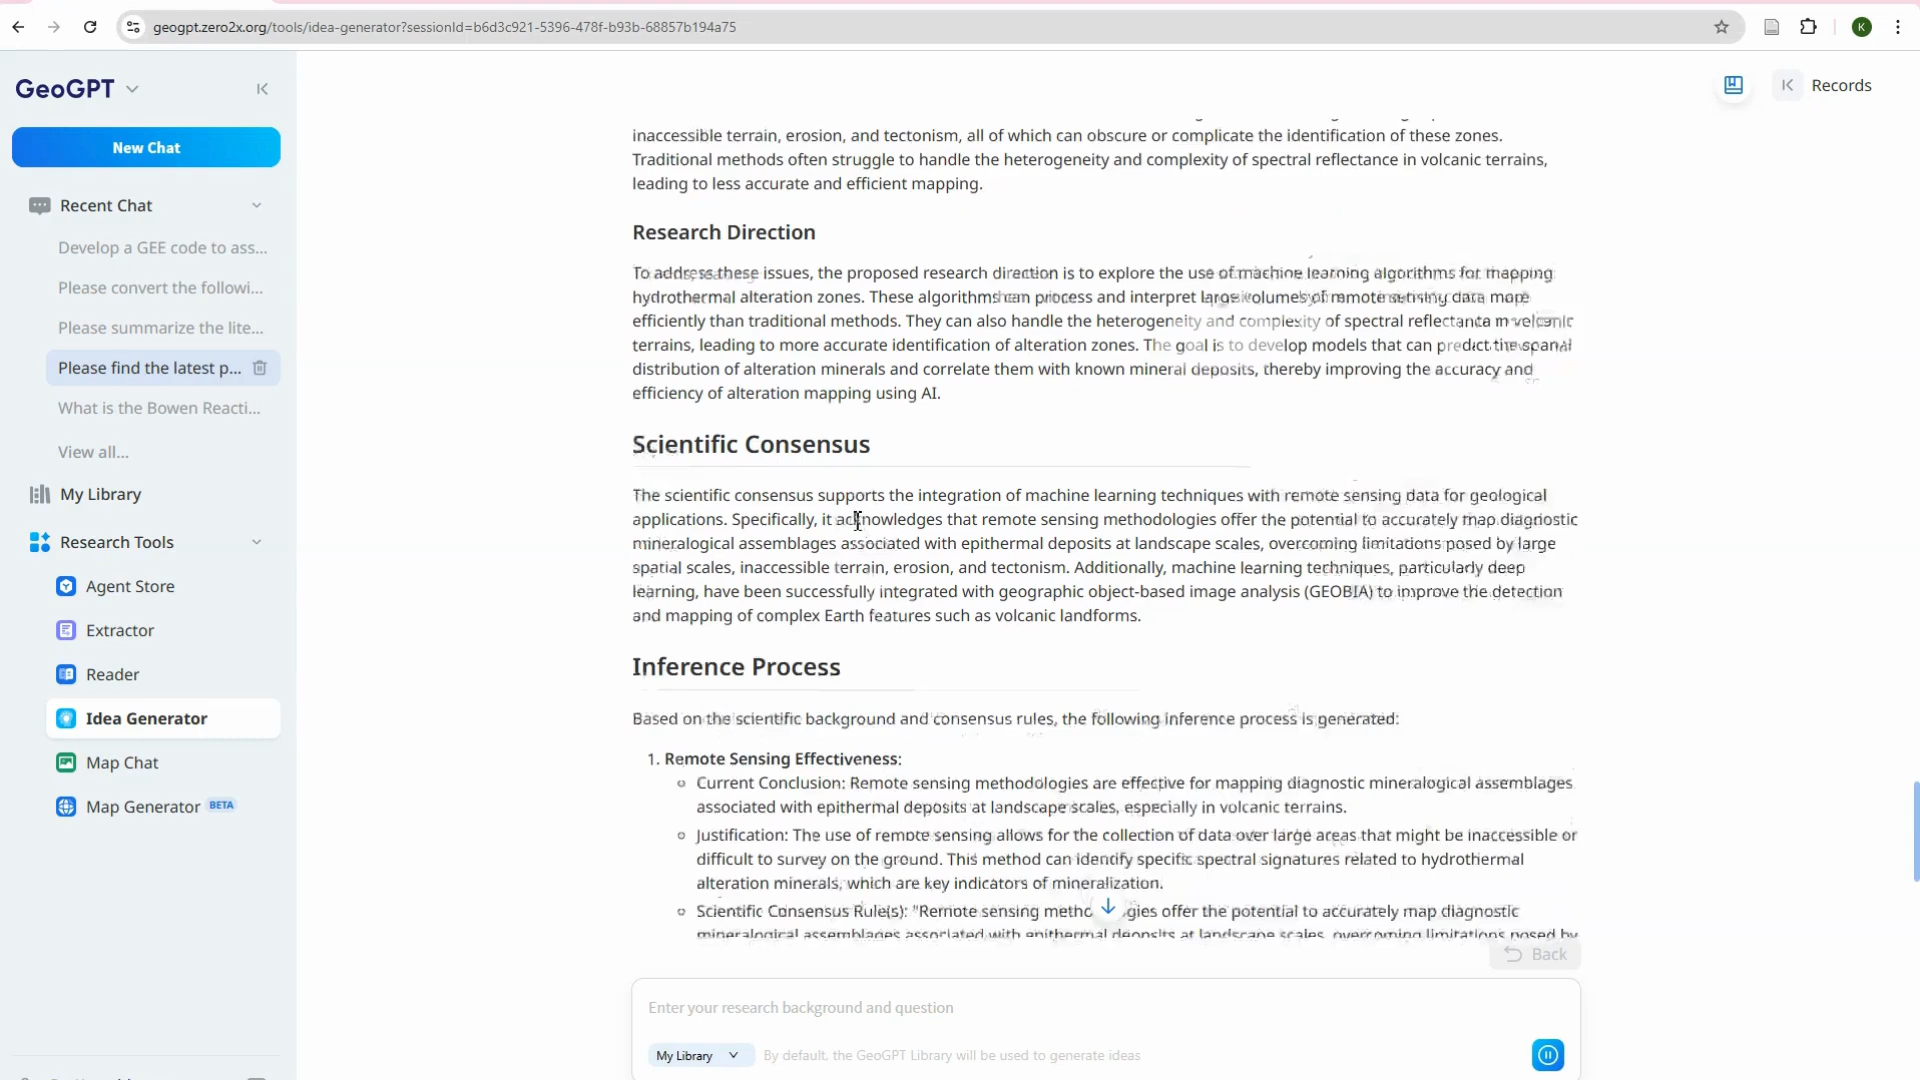 geogpt.zero2x.org/tools/idea-generator?sessionId=b6d3c921-5396-478f-b93b-68857b194a75
K
GeoGPT
New Chat
Recent Chat
Develop a GEE code to ass...
Please convert the followi...
Please summarize the lite...
Please find the latest p...
What is the Bowen Reacti...
View all...
My Library
Research Tools
Agent Store
Extractor
Reader
Idea Generator
Map Chat
Map Generator BETA
Records
inaccessible terrain, erosion, and tectonism, all of which can obscure or complicate the identification of these zones.
Traditional methods often struggle to handle the heterogeneity and complexity of spectral reflectance in volcanic terrains,
leading to less accurate and efficient mapping.
Research Direction
To address these issues, the proposed research direction is to explore the use of machine learning algorithms for mapping
hydrothermal alteration zones. These algorithms can process and interpret large volumes of remote sensing data more
efficiently than traditional methods. They can also handle the heterogeneity and complexity of spectral reflectance in volcanic
terrains, leading to more accurate identification of alteration zones. The goal is to develop models that can predict the spatial
distribution of alteration minerals and correlate them with known mineral deposits, thereby improving the accuracy and
efficiency of alteration mapping using AI.
Scientific Consensus
The scientific consensus supports the integration of machine learning techniques with remote sensing data for geological
applications. Specifically, it acknowledges that remote sensing methodologies offer the potential to accurately map diagnostic
mineralogical assemblages associated with epithermal deposits at landscape scales, overcoming limitations posed by large
spatial scales, inaccessible terrain, erosion, and tectonism. Additionally, machine learning techniques, particularly deep
learning, have been successfully integrated with geographic object-based image analysis (GEOBIA) to improve the detection
and mapping of complex Earth features such as volcanic landforms.
Inference Process
Based on the scientific background and consensus rules, the following inference process is generated:
1. Remote Sensing Effectiveness:
Current Conclusion: Remote sensing methodologies are effective for mapping diagnostic mineralogical assemblages
associated with epithermal deposits at landscape scales, especially in volcanic terrains.
Justification: The use of remote sensing allows for the collection of data over large areas that might be inaccessible or
difficult to survey on the ground. This method can identify specific spectral signatures related to hydrothermal
alteration minerals, which are key indicators of mineralization.
Scientific Consensus Rule(s): "Remote sensing methodologies offer the potential to accurately map diagnostic
mineralogical assemblages associated with epithermal deposits at landscape scales, overcoming limitations posed by
Back
Enter your research background and question
My Library
By default, the GeoGPT Library will be used to generate ideas